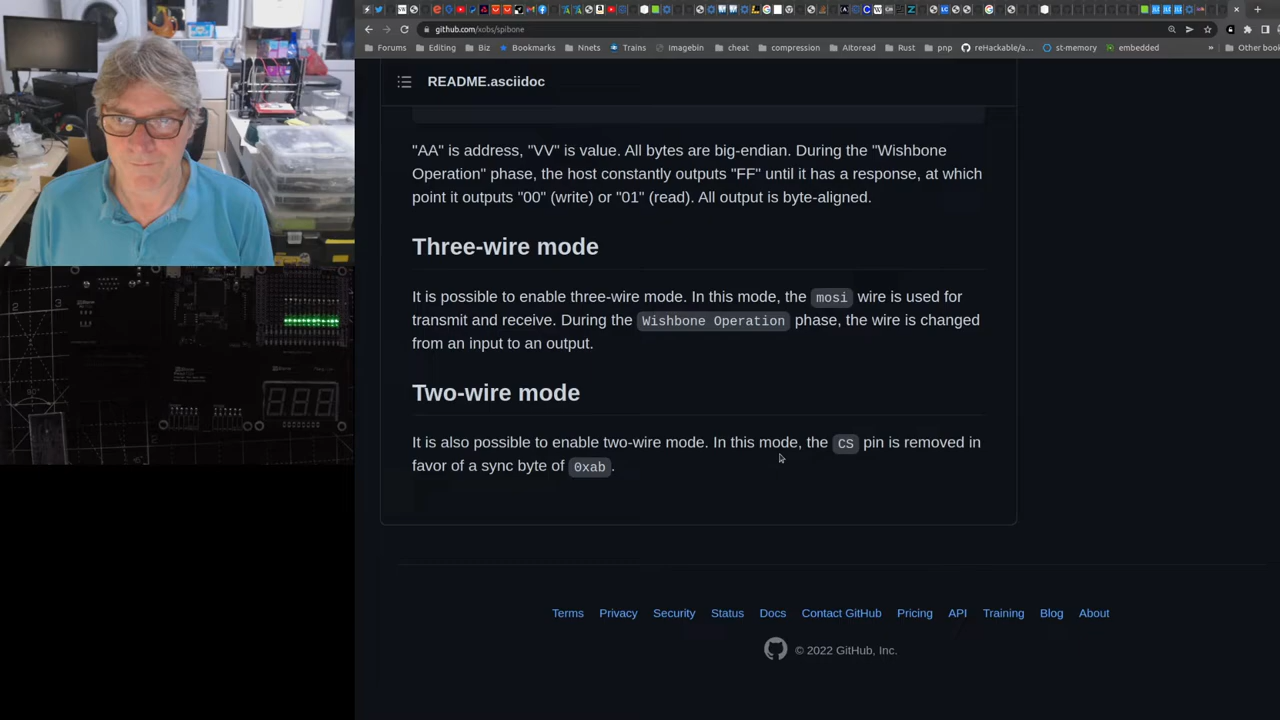 github.com/xobs/spibone
Forums
Editing
Biz
Bookmarks
Nnets
Trains
imagebin
cheat
compression
AItoread
Rust
pnp
rethackable/a...
st-memory
embedded
»
Other book
README.asciidoc
"AA" is address, "VV" is value. All bytes are big-endian. During the "Wishbone
Operation" phase, the host constantly outputs "FF" until it has a response, at which
point it outputs "00" (write) or "01" (read). All output is byte-aligned.
Three-wire mode
It is possible to enable three-wire mode. In this mode, the mosi wire is used for
transmit and receive. During the Wishbone Operation phase, the wire is changed
from an input to an output.
Two-wire mode
It is also possible to enable two-wire mode. In this mode, the CS pin is removed in
favor of a sync byte of 0xab.
Terms Privacy Security Status Docs Contact GitHub Pricing API Training Blog About
© 2022 GitHub, Inc.